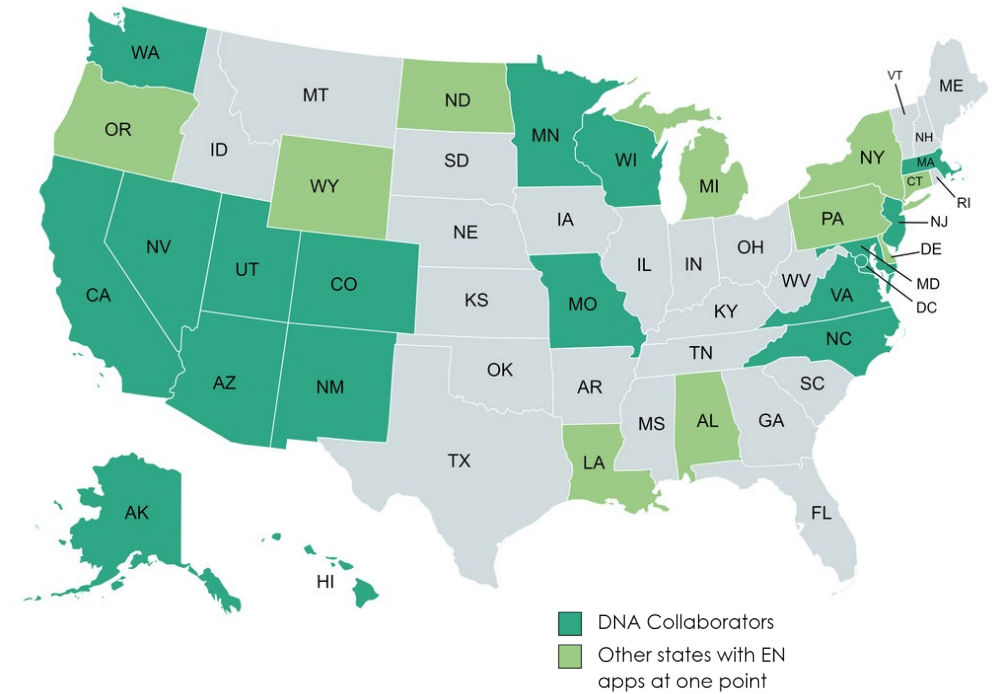 WA
MT
ND
MN
VT
ME
OR
ID
SD
WI
NH
NY
MA
WY
MI
CT
RI
IA
PA
NJ
NE
OH
DE
NV
UT
CO
IL
IN
WV
MD
CA
KS
MO
KY
VA
DC
NC
TN
AZ
NM
OK
AR
SC
MS
AL
GA
TX
LA
FL
AK
HI
DNA Collaborators
Other states with EN
apps at one point